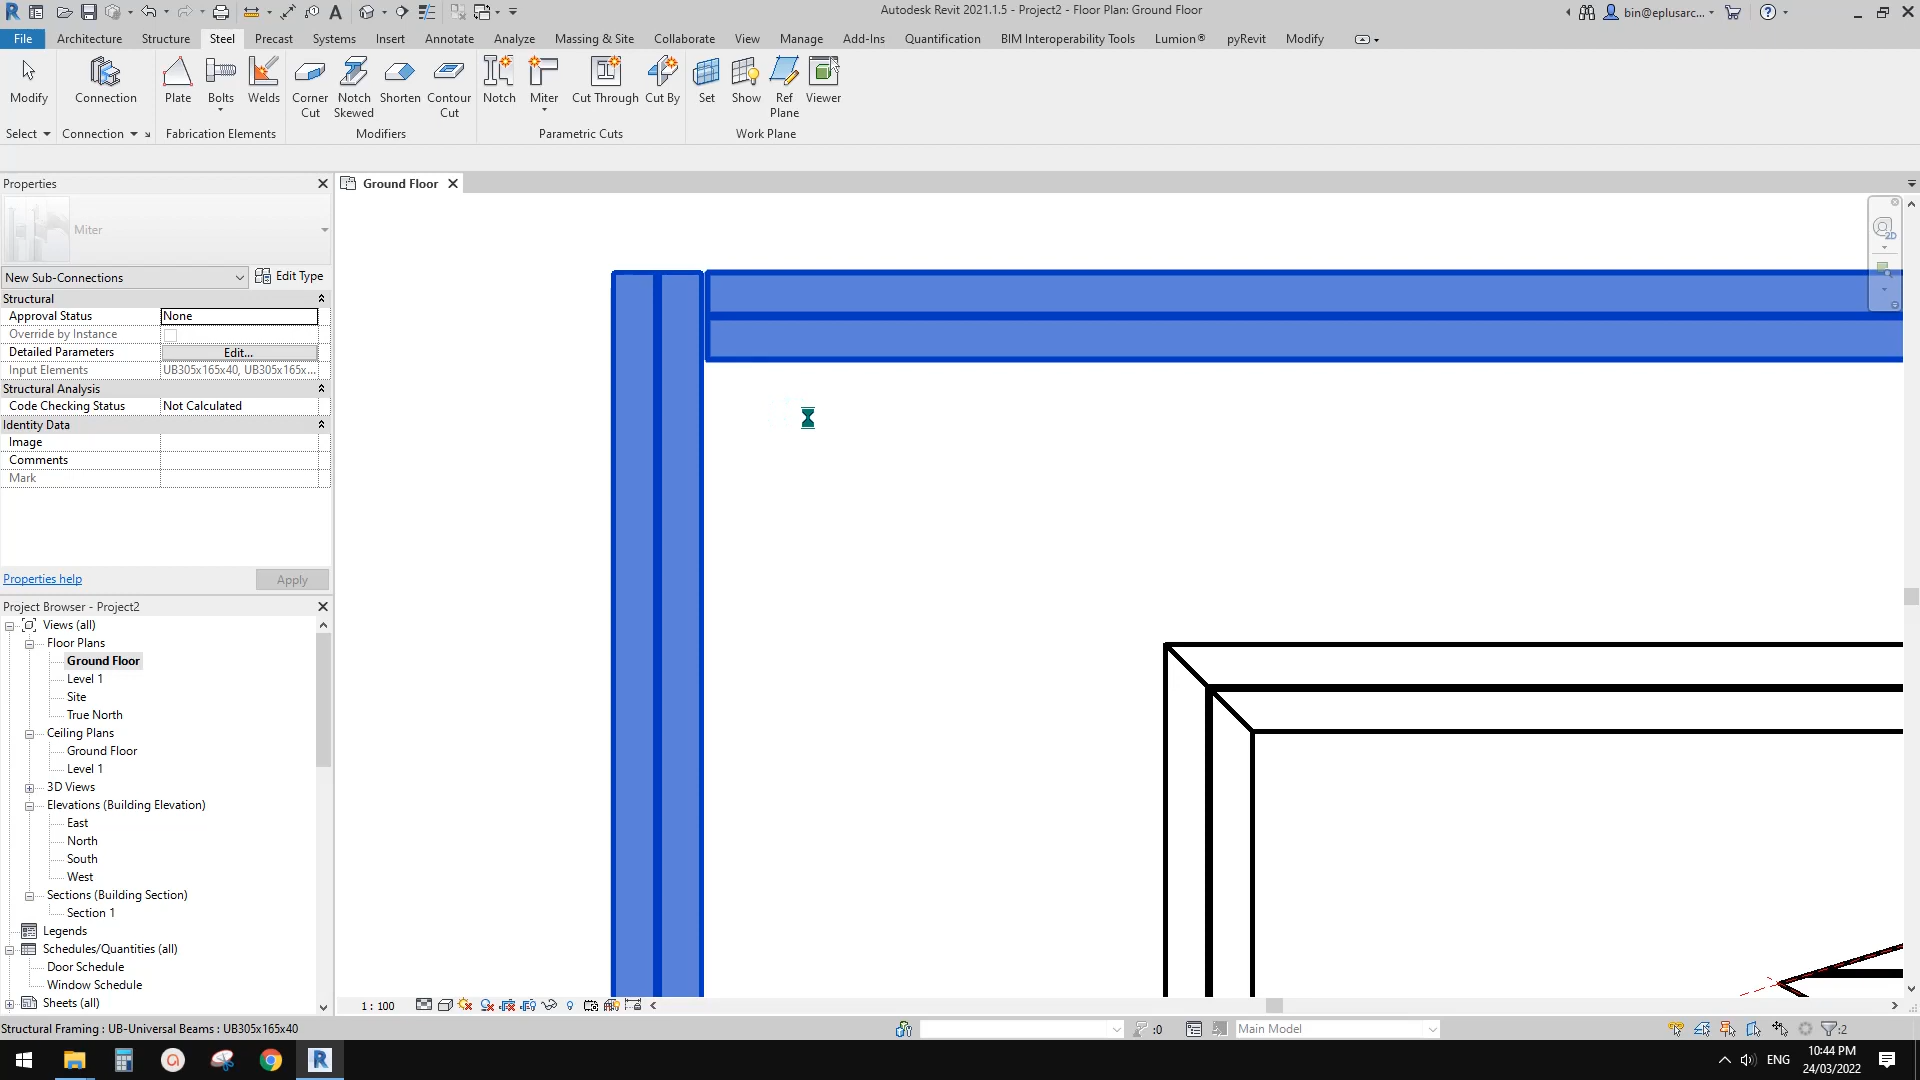 Autodesk Revit 2021.1.5 - Project2 - Floor Plan: Ground Floor
bin@eplusarc...
File Architecture Structure Steel Precast Systems Insert Annotate Analyze Massing & Site Collaborate View Manage Add-Ins Quantification BIM Interoperability Tools Lumion® pyRevit Modify
Modify Connection Plate Bolts Welds Corner Cut Notch Skewed Shorten Contour Cut Notch Miter Cut Through Cut By Set Show Ref Plane Viewer
Select Connection Fabrication Elements Modifiers Parametric Cuts Work Plane
Properties
Ground Floor
Miter
New Sub-Connections Edit Type
Structural
Approval Status None
Override by Instance
Detailed Parameters Edit...
Input Elements UB305x165x40, UB305x165x...
Structural Analysis
Code Checking Status Not Calculated
Identity Data
Image
Comments
Mark
Properties help Apply
Project Browser - Project2
Views (all)
Floor Plans
Ground Floor
Level 1
Site
True North
Ceiling Plans
Ground Floor
Level 1
3D Views
Elevations (Building Elevation)
East
North
South
West
Sections (Building Section)
Section 1
Legends
Schedules/Quantities (all)
Door Schedule
Window Schedule
Sheets (all)
2D
1 : 100
Structural Framing : UB-Universal Beams : UB305x165x40
:0
Main Model
:2
ENG
10:44 PM
24/03/2022